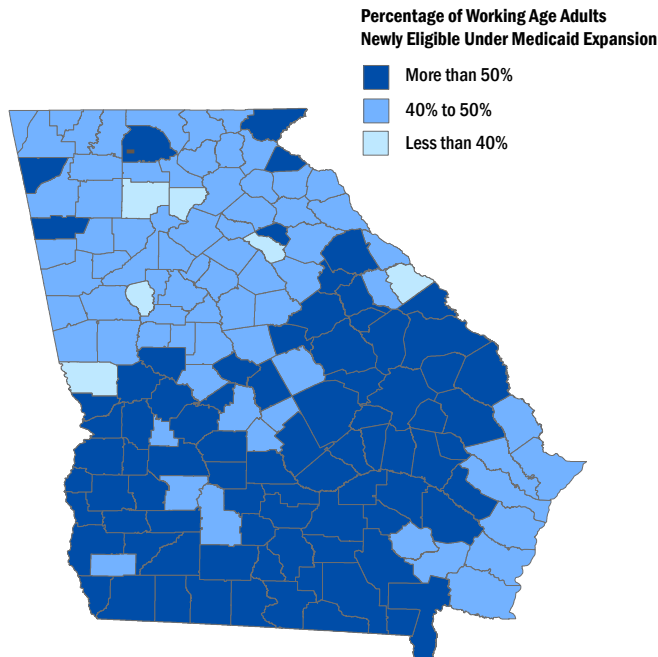 Percentage of Working Age Adults
Newly Eligible Under Medicaid Expansion
More than 50%
40% to 50%
Less than 40%